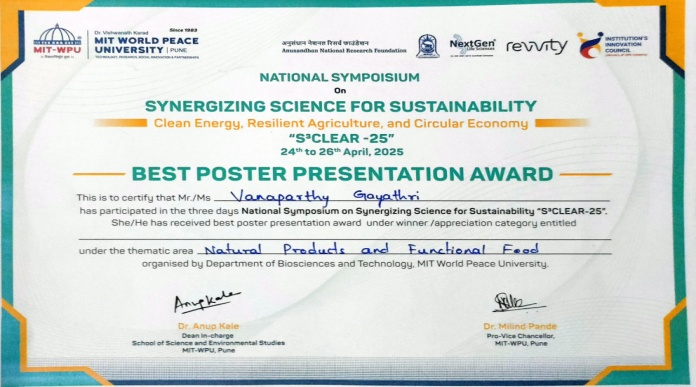 Dr. Vishwanath Karad
Since 1983
MIT-WPU
MIT WORLD PEACE
UNIVERSITY | PUNE
TECHNOLOGY, RESEARCH, SOCIAL INNOVATION & PARTNERSHIPS
अनुसंधान नेशनल रिसर्च फाउंडेशन
Anusandhan National Research Foundation
NextGen
Life Sciences
revvity
INSTITUTION'S
INNOVATION
COUNCIL
NATIONAL SYMPOISIUM
On
SYNERGIZING SCIENCE FOR SUSTAINABILITY
Clean Energy, Resilient Agriculture, and Circular Economy
"S³CLEAR -25"
24th to 26th April, 2025
BEST POSTER PRESENTATION AWARD
This is to certify that Mr./Ms Vanaparthy Gayathri
has participated in the three days National Symposium on Synergizing Science for Sustainability "S³CLEAR-25".
She/He has received best poster presentation award under winner /appreciation category entitled
under the thematic area Natural Products and Functional Food
organised by Department of Biosciences and Technology, MIT World Peace University.
Anupkale
Dr. Anup Kale
Dean In-charge
School of Science and Environmental Studies
MIT-WPU, Pune
Dr. Milind Pande
Pro-Vice Chancellor,
MIT-WPU, Pune